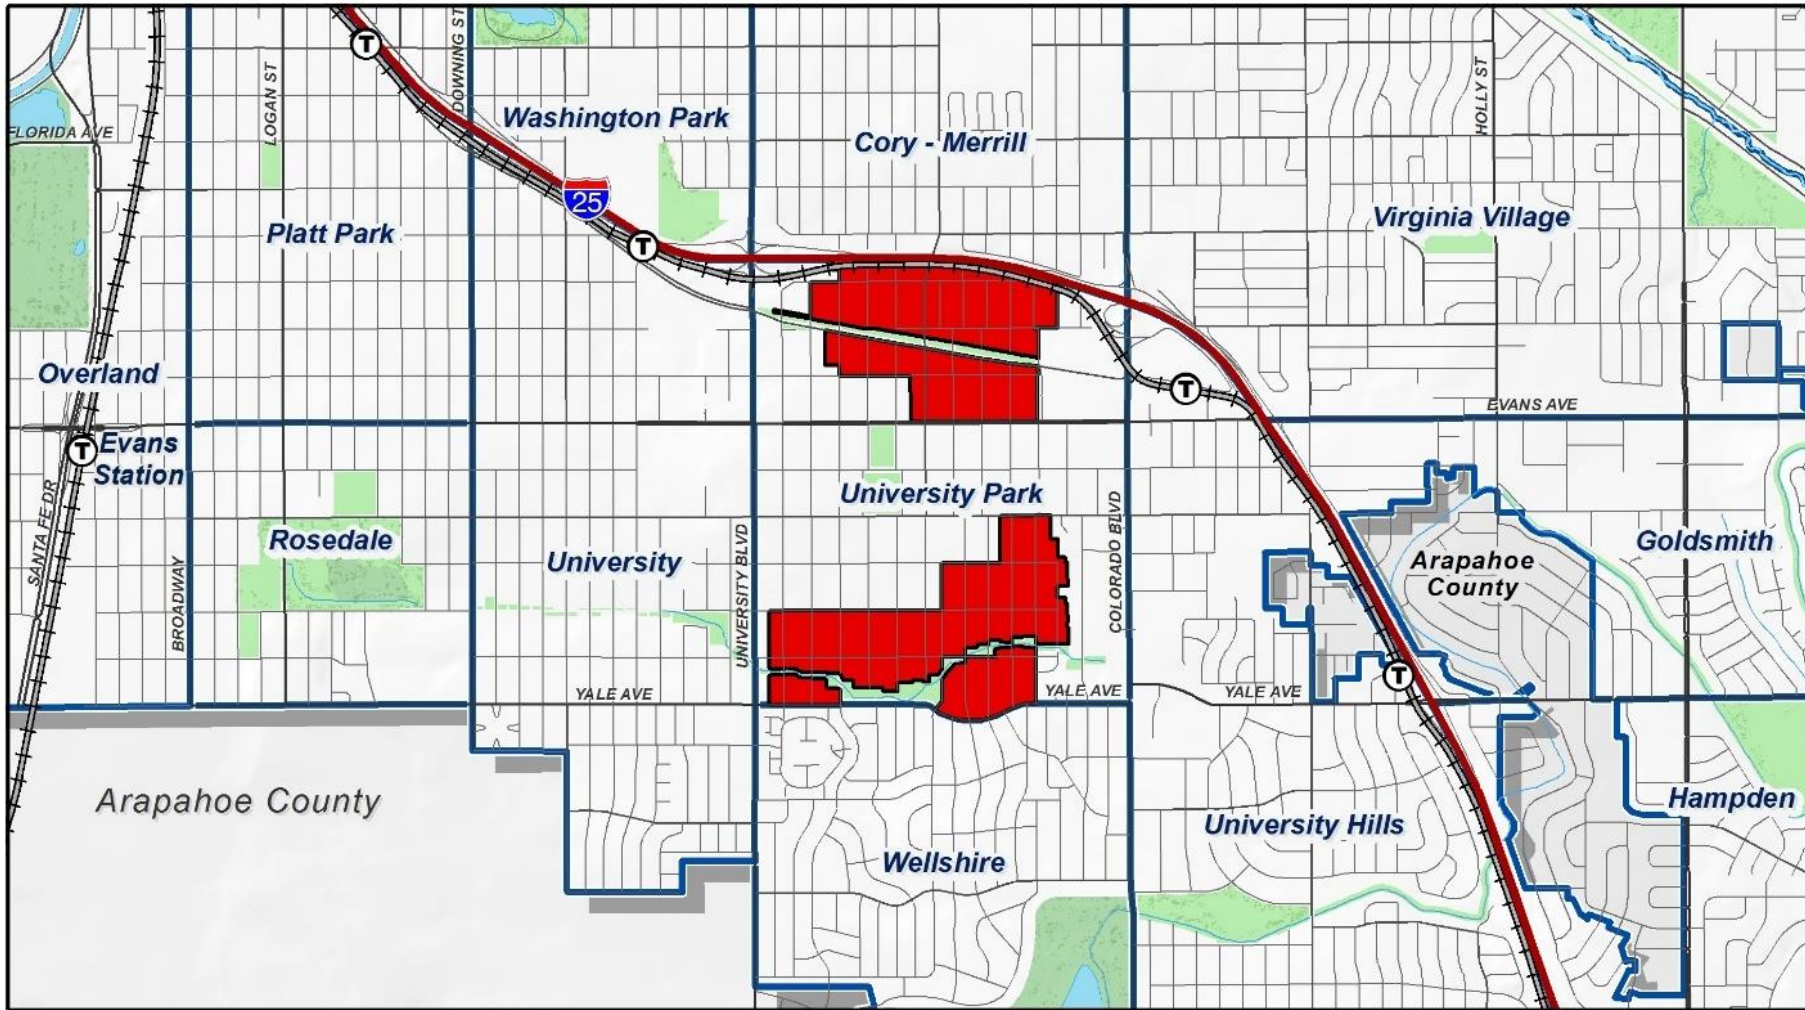 DOWNING ST
T
LOGAN ST
HOLLY ST
Washington Park
FLORIDA AVE
Cory - Merrill
25
Virginia Village
Platt Park
T
Overland
T
EVANS AVE
T
Evans
Station
SANTA FE DR
University Park
Rosedale
University
BROADWAY
UNIVERSITY BLVD
COLORADO BLVD
Arapahoe
County
Goldsmith
T
YALE AVE
YALE AVE
YALE AVE
Arapahoe County
Hampden
University Hills
Wellshire